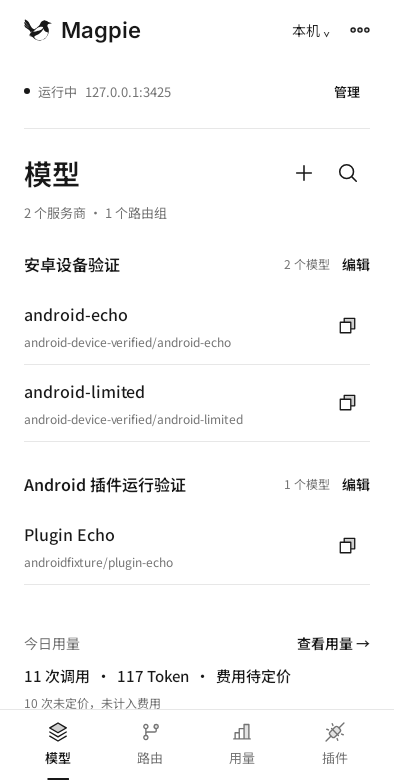 Magpie
本机
运行中 127.0.0.1:3425
管理
模型
2 个服务商 · 1 个路由组
安卓设备验证
2 个模型 编辑
android-echo
android-device-verified/android-echo
android-limited
android-device-verified/android-limited
Android 插件运行验证
1 个模型 编辑
Plugin Echo
androidfixture/plugin-echo
今日用量
查看用量 →
11 次调用 · 117 Token · 费用待定价
10 次未定价，未计入费用
模型 路由 用量 插件